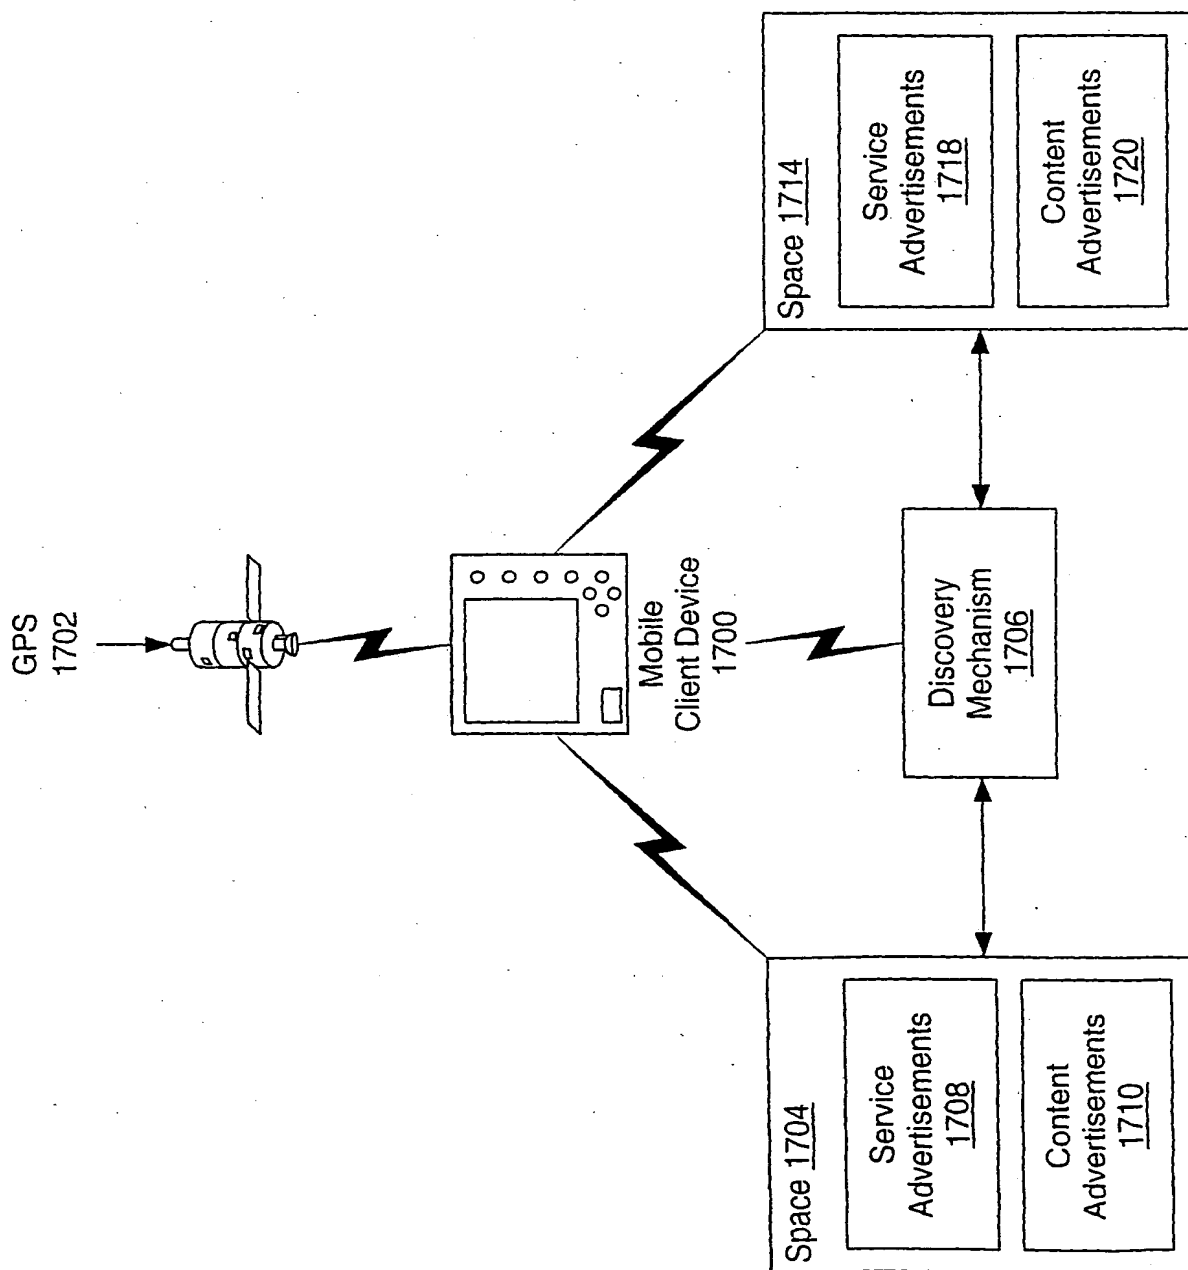 GPS
1702
Mobile
Client Device
1700
Discovery
Mechanism
1706
Space 1704
Service
Advertisements
1708
Content
Advertisements
1710
Space 1714
Service
Advertisements
1718
Content
Advertisements
1720